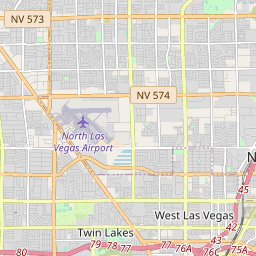 NV 573
NV 574
North Las
Vegas Airport
N
45
West Las Vegas
Twin Lakes
43
42
80
79
78
77
77
76A
76C
75A